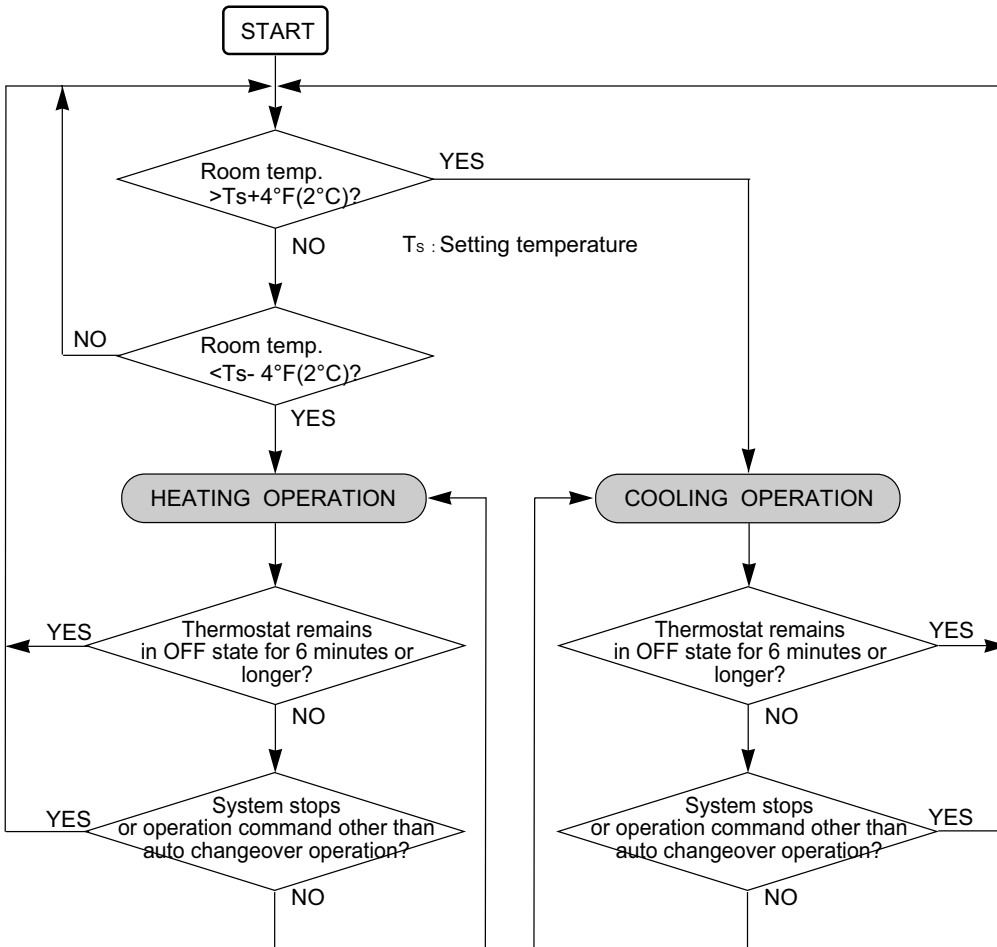 START
Room temp.
>Ts+4°F(2°C)?
YES
NO
Ts : Setting temperature
Room temp.
<Ts- 4°F(2°C)?
NO
YES
HEATING OPERATION
COOLING OPERATION
Thermostat remains
in OFF state for 6 minutes or
longer?
YES
NO
Thermostat remains
in OFF state for 6 minutes or
longer?
YES
NO
System stops
or operation command other than
auto changeover operation?
YES
NO
System stops
or operation command other than
auto changeover operation?
YES
NO